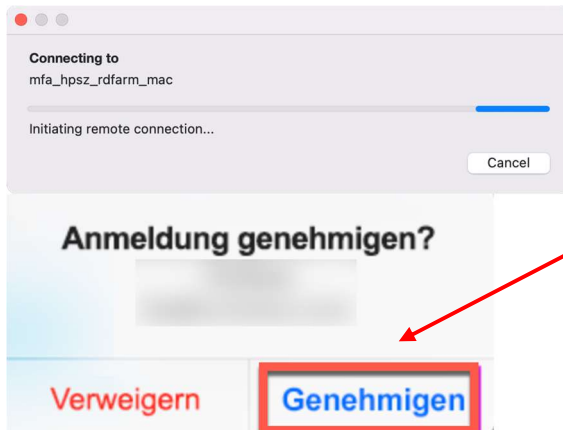 Connecting to
mfa_hpsz_rdfarm_mac
Initiating remote connection...
Cancel
Anmeldung genehmigen?
Verweigern
Genehmigen